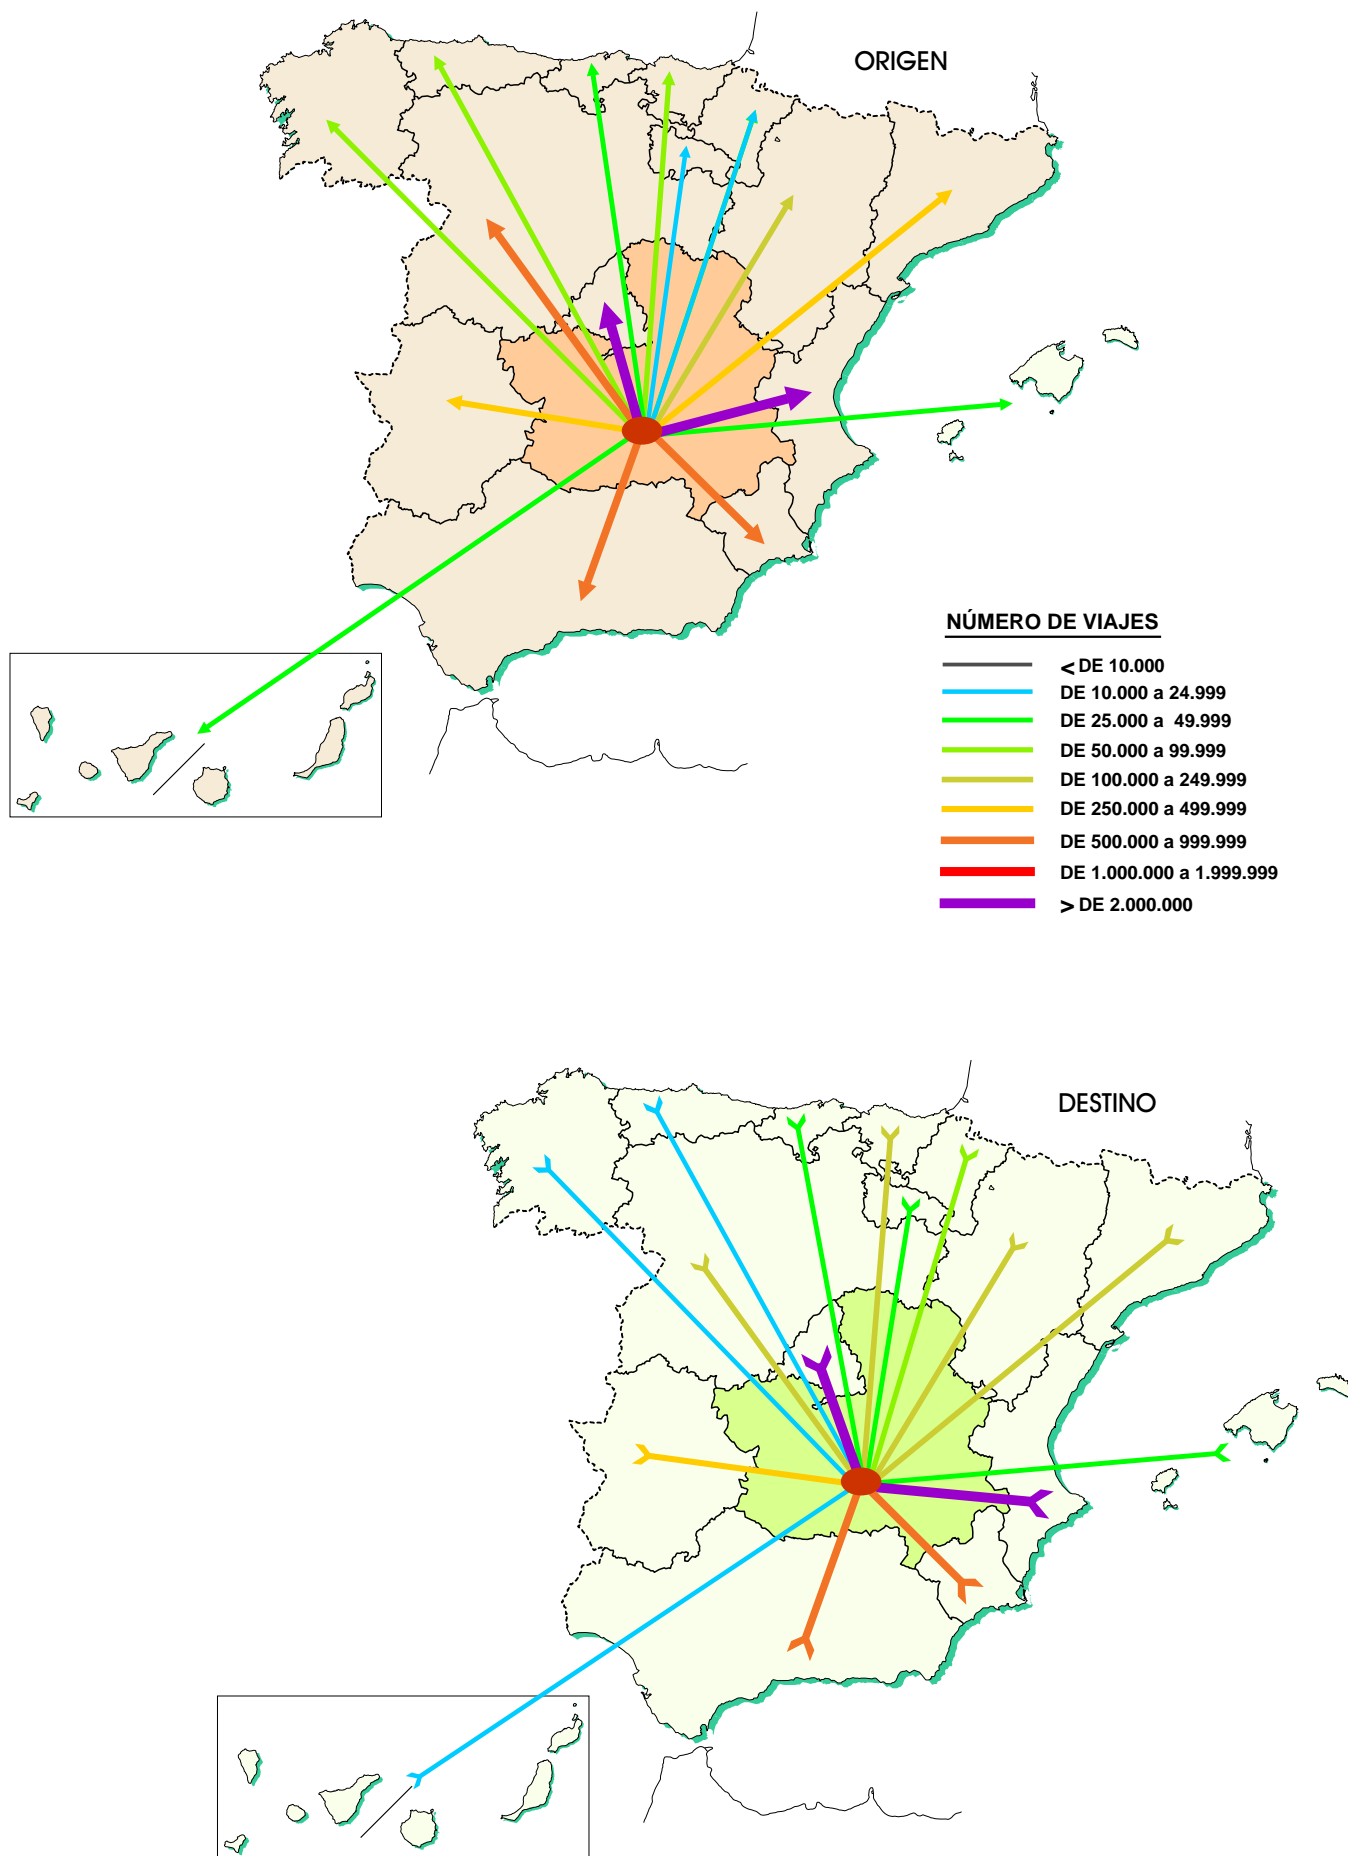 ORIGEN
NÚMERO DE VIAJES
< DE 10.000
DE 10.000 a 24.999
DE 25.000 a 49.999
DE 50.000 a 99.999
DE 100.000 a 249.999
DE 250.000 a 499.999
DE 500.000 a 999.999
DE 1.000.000 a 1.999.999
> DE 2.000.000
DESTINO